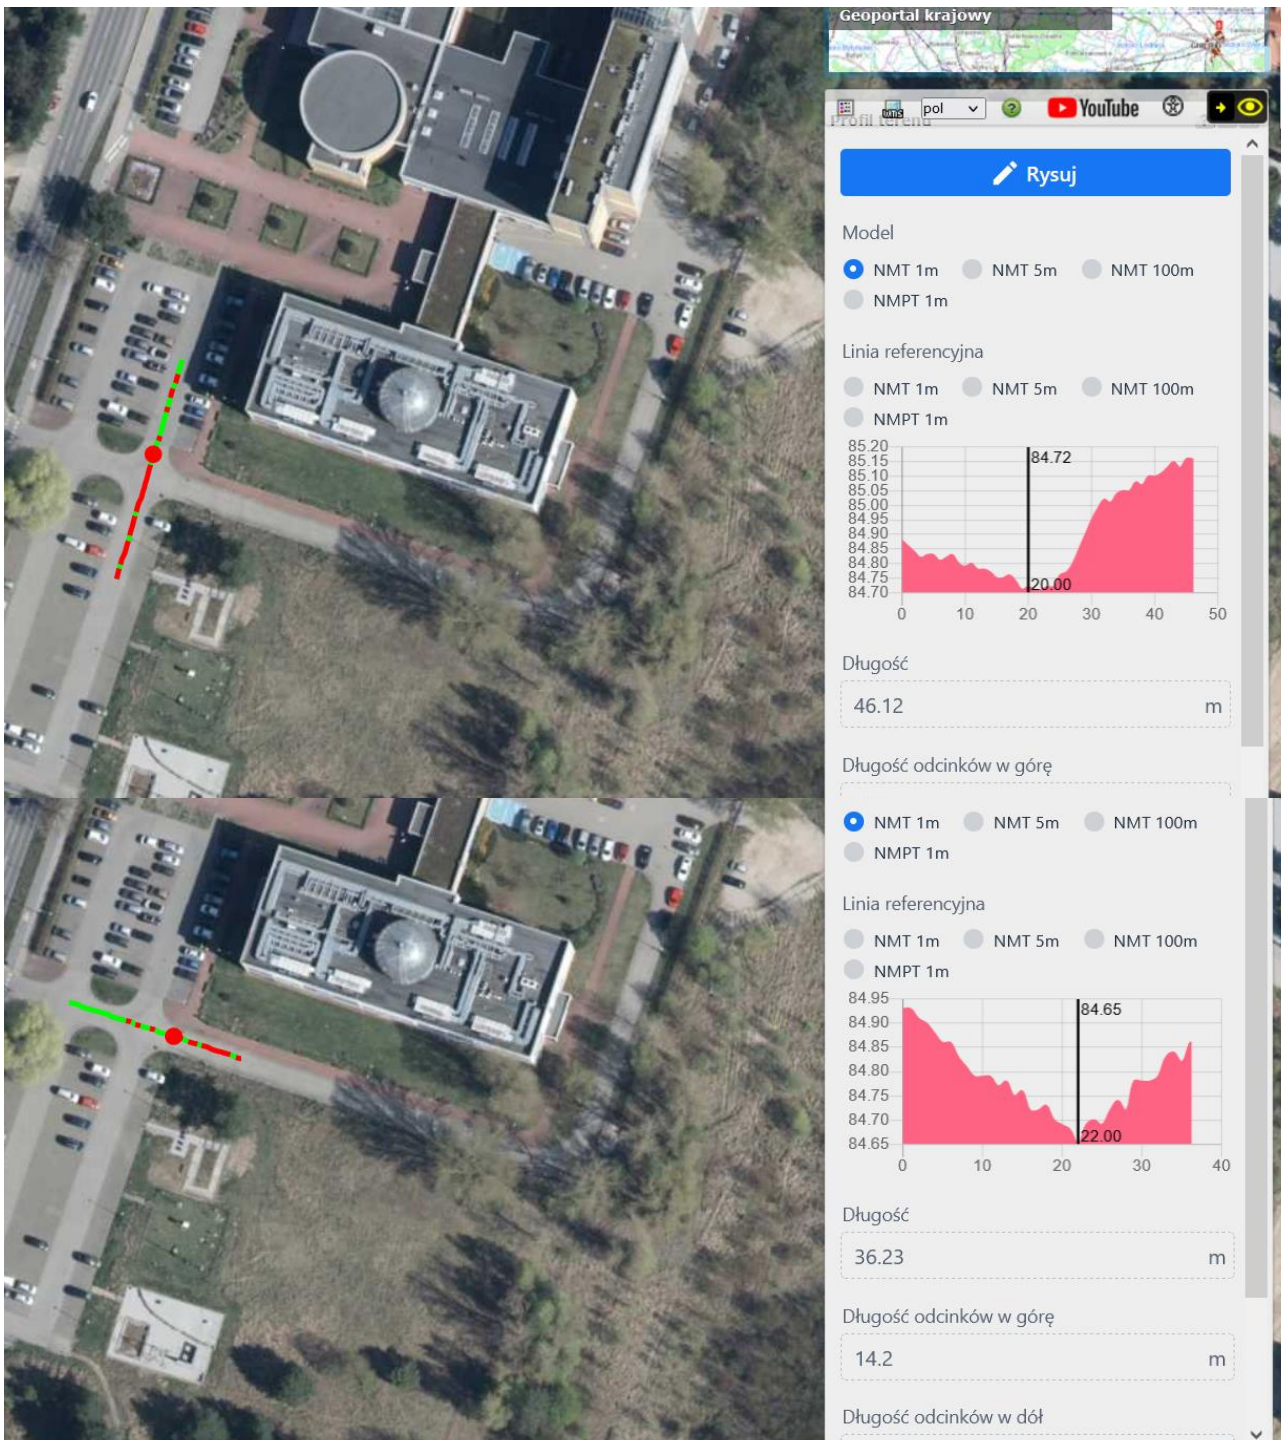 Geoportal krajowy
pol
YouTube
Profil terenu
Rysuj
Model
NMT 1m NMT 5m NMT 100m
NMPT 1m
Linia referencyjna
NMT 1m NMT 5m NMT 100m
NMPT 1m
85.20
85.15
85.10
85.05
85.00
84.95
84.90
84.85
84.80
84.75
84.70
84.72
20.00
0 10 20 30 40 50
Długość
46.12 m
Długość odcinków w górę
NMT 1m NMT 5m NMT 100m
NMPT 1m
Linia referencyjna
NMT 1m NMT 5m NMT 100m
NMPT 1m
84.95
84.90
84.85
84.80
84.75
84.70
84.65
84.65
22.00
0 10 20 30 40
Długość
36.23 m
Długość odcinków w górę
14.2 m
Długość odcinków w dół